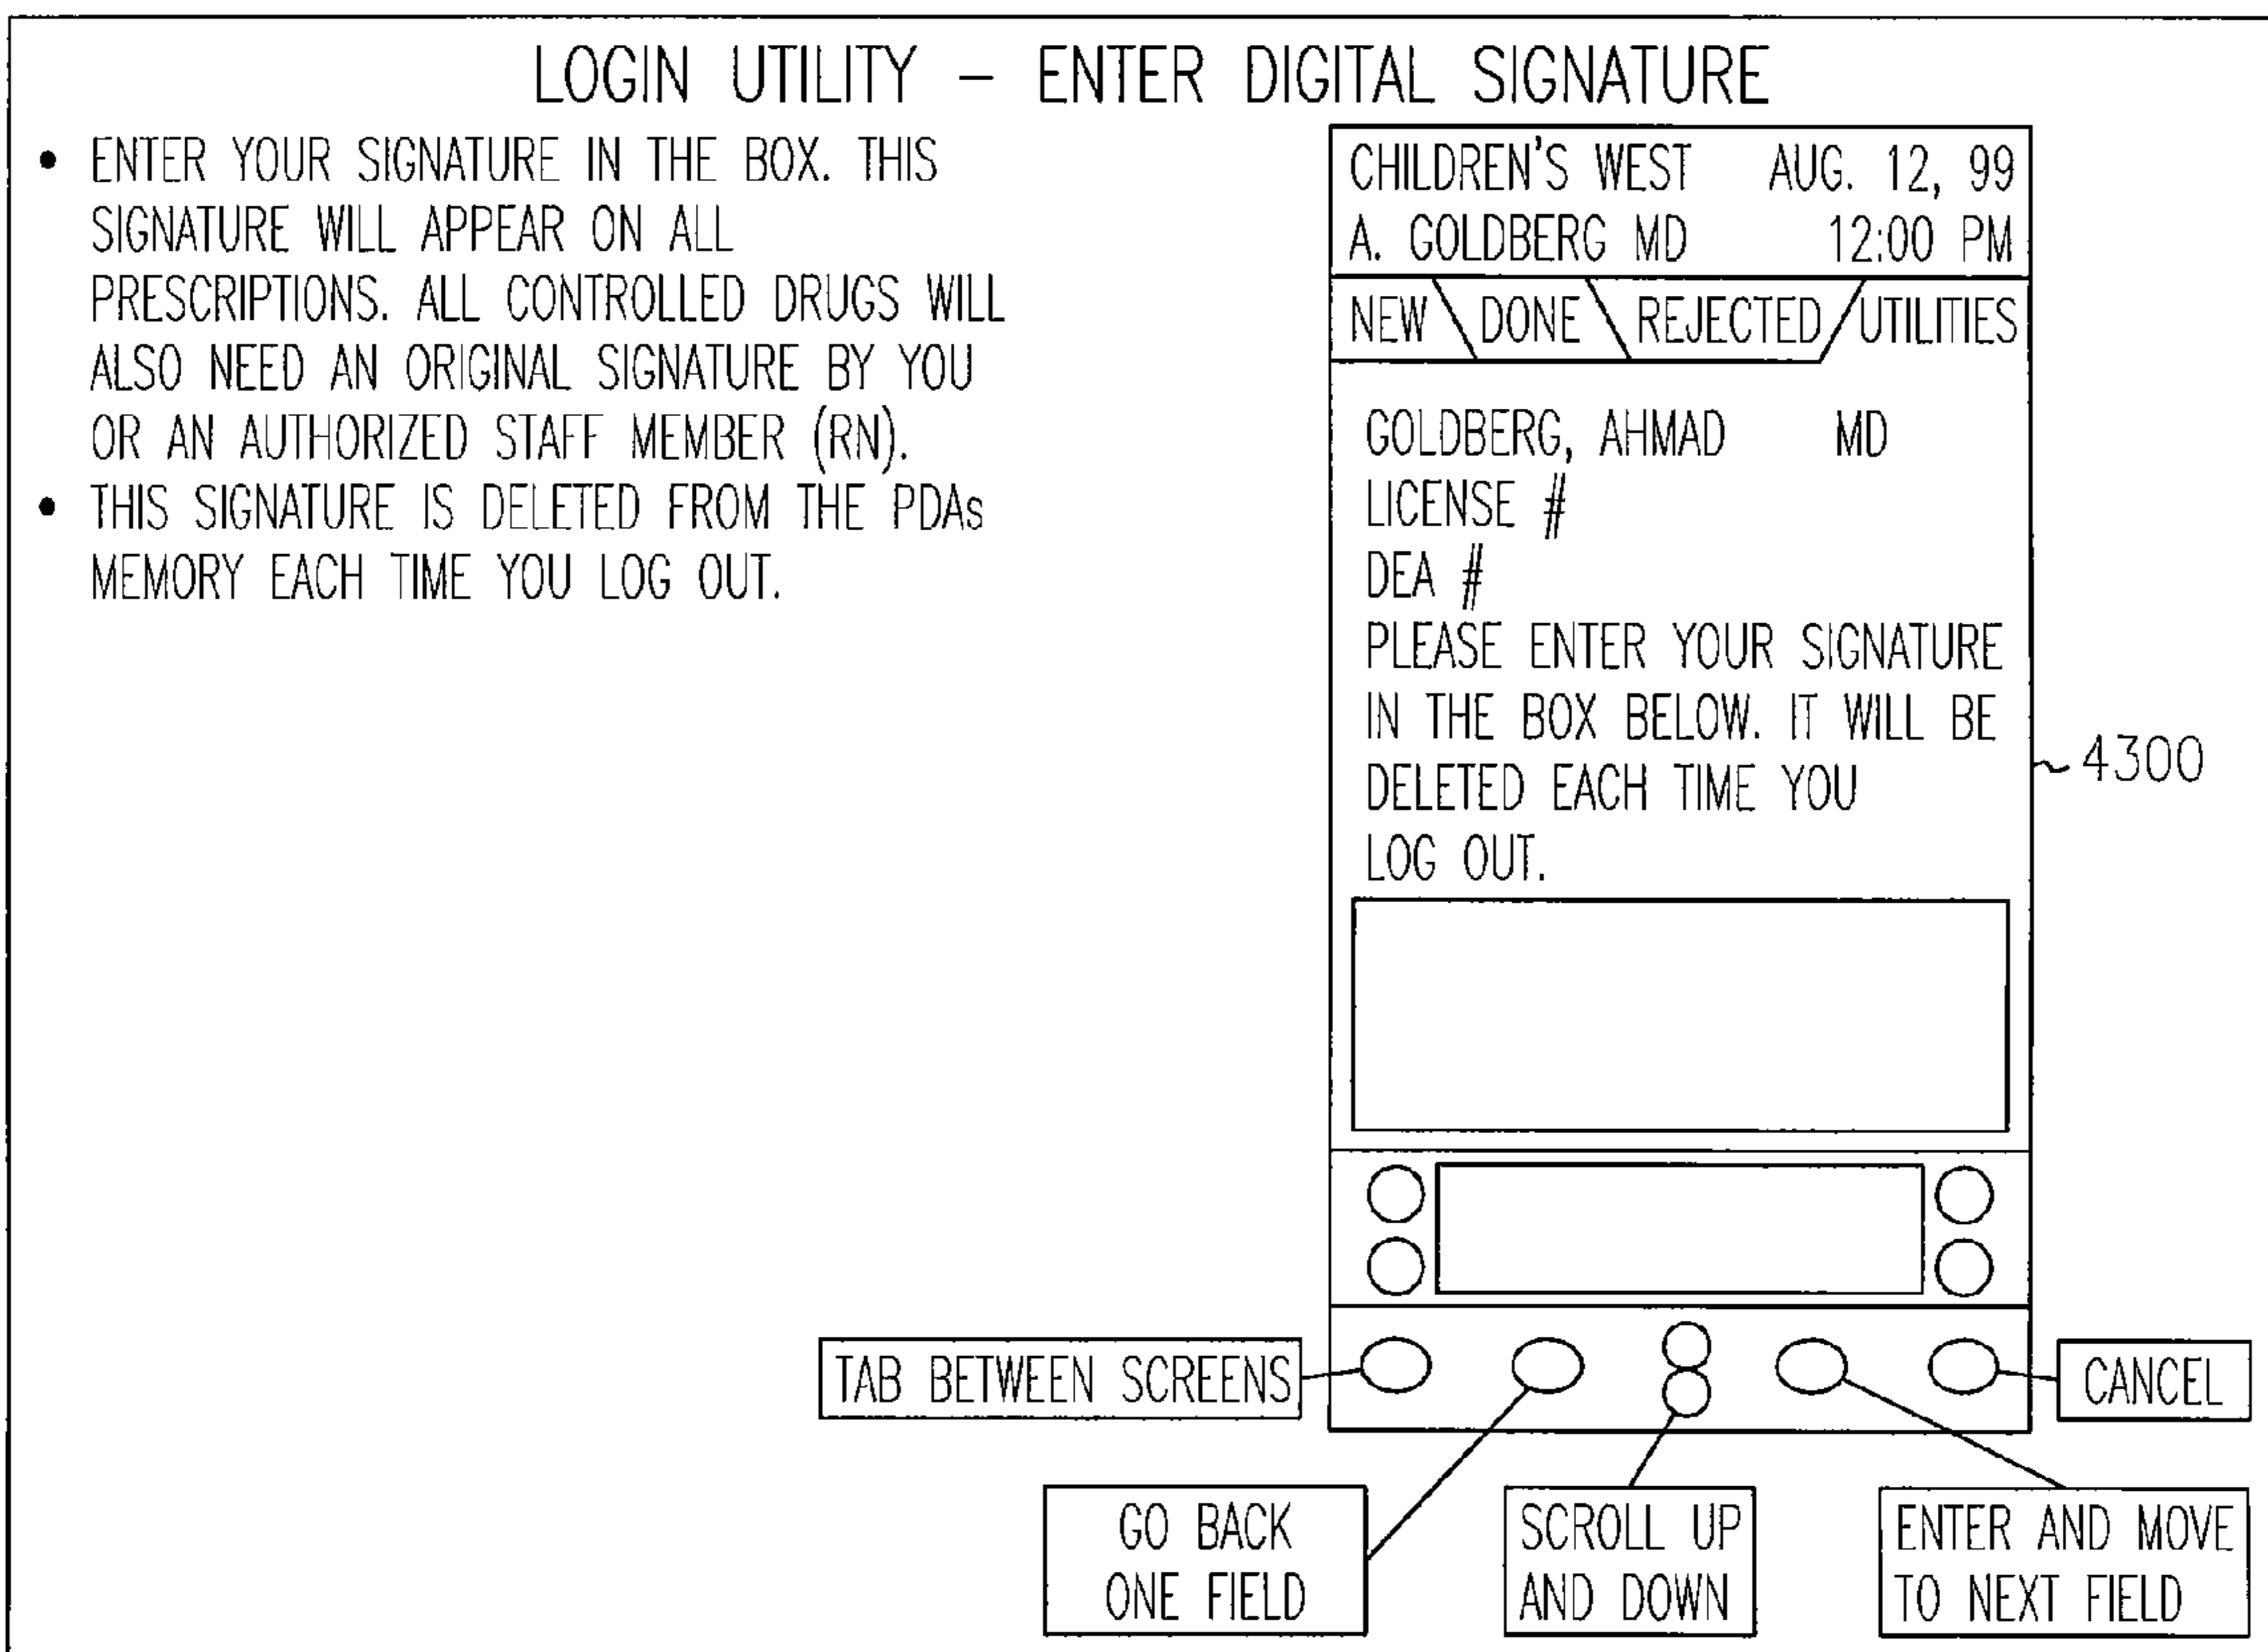 LOGIN UTILITY – ENTER DIGITAL SIGNATURE
• ENTER YOUR SIGNATURE IN THE BOX. THIS
SIGNATURE WILL APPEAR ON ALL
PRESCRIPTIONS. ALL CONTROLLED DRUGS WILL
ALSO NEED AN ORIGINAL SIGNATURE BY YOU
OR AN AUTHORIZED STAFF MEMBER (RN).
• THIS SIGNATURE IS DELETED FROM THE PDAs
MEMORY EACH TIME YOU LOG OUT.
CHILDREN'S WEST AUG. 12, 99
A. GOLDBERG MD 12:00 PM
NEW DONE REJECTED UTILITIES
GOLDBERG, AHMAD MD
LICENSE #
DEA #
PLEASE ENTER YOUR SIGNATURE
IN THE BOX BELOW. IT WILL BE
DELETED EACH TIME YOU
LOG OUT.
4300
TAB BETWEEN SCREENS
CANCEL
GO BACK
ONE FIELD
SCROLL UP
AND DOWN
ENTER AND MOVE
TO NEXT FIELD